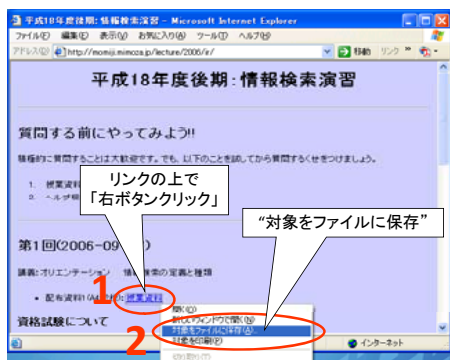 平成18年度後期: 情報検索演習 - Microsoft Internet Explorer
ファイル(F) 編集(E) 表示(V) お気に入り(A) ツール(T) ヘルプ(H)
アドレス(D) http://momiji.mimoza.jp/lecture/2006/ir/ 移動 リンク »
平成18年度後期: 情報検索演習
質問する前にやってみよう!!
積極的に質問することは大歓迎です。でも、以下のことを試してから質問するくせをつけましょう。
1. 授業資料
2. ヘルプ
リンクの上で
「右ボタンクリック」
“対象をファイルに保存”
第1回(2006-09
講義: オリエンテーション 情報検索の定義と種類
1
配布資料1 授業資料
開く(O)
新しいウィンドウで開く(N)
資格試験について
2
対象をファイルに保存(A)...
対象を印刷(P)
切り取り(T)
インターネット